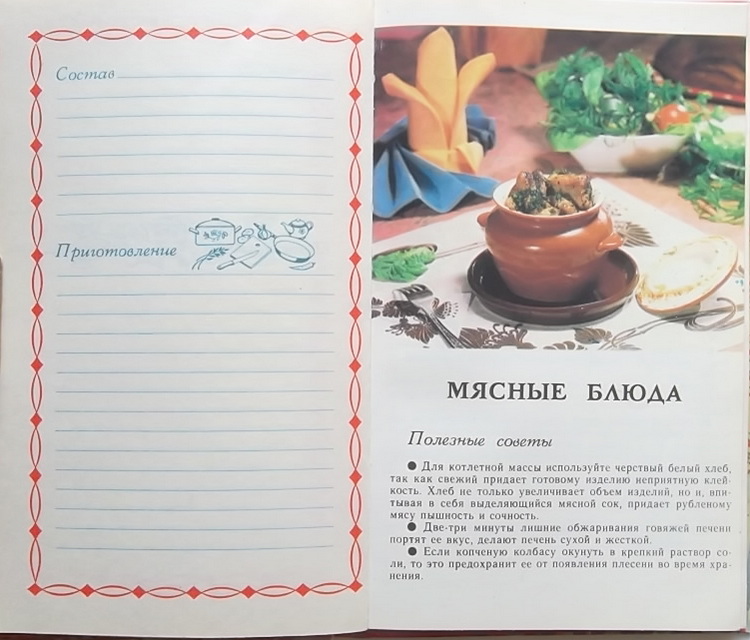 Состав
Приготовление
МЯСНЫЕ БЛЮДА
Полезные советы
● Для котлетной массы используйте черствый белый хлеб,
так как свежий придает готовому изделию неприятную клей-
кость. Хлеб не только увеличивает объем изделий, но и, впи-
тывая в себя выделяющийся мясной сок, придает рубленому
мясу пышность и сочность.
● Две-три минуты лишние обжаривания говяжей печени
портят ее вкус, делают печень сухой и жесткой.
● Если копченую колбасу окунуть в крепкий раствор со-
ли, то это предохранит ее от появления плесени во время хра-
нения.